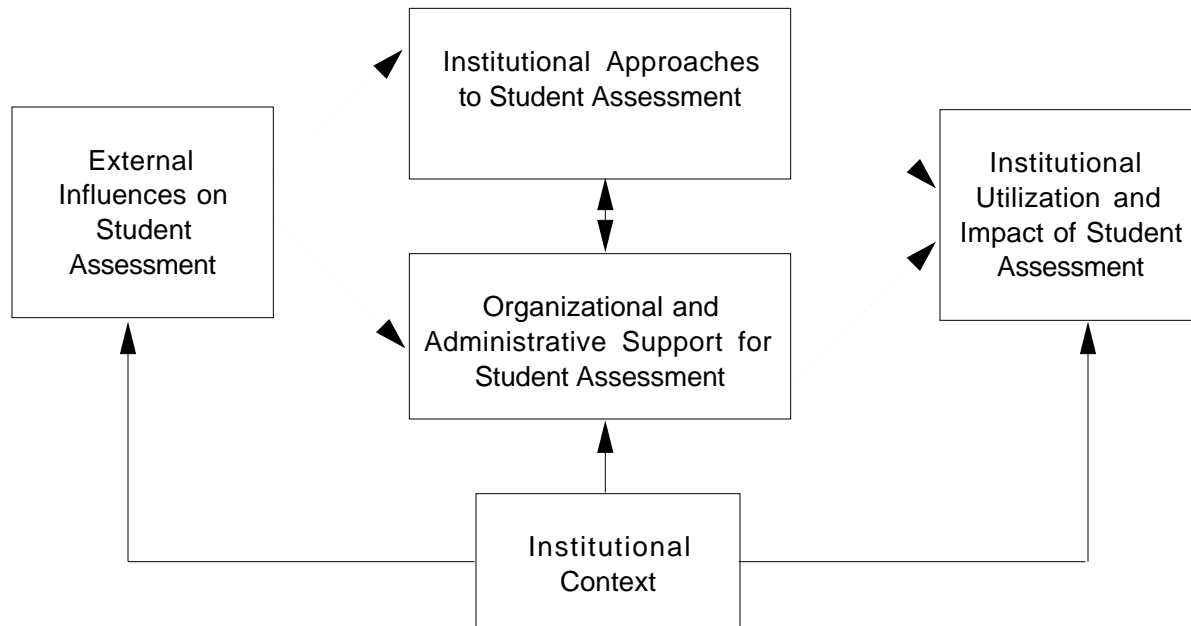 Institutional Approaches
to Student Assessment
External
Influences on
Student
Assessment
Institutional
Utilization and
Impact of Student
Assessment
Organizational and
Administrative Support for
Student Assessment
Institutional
Context